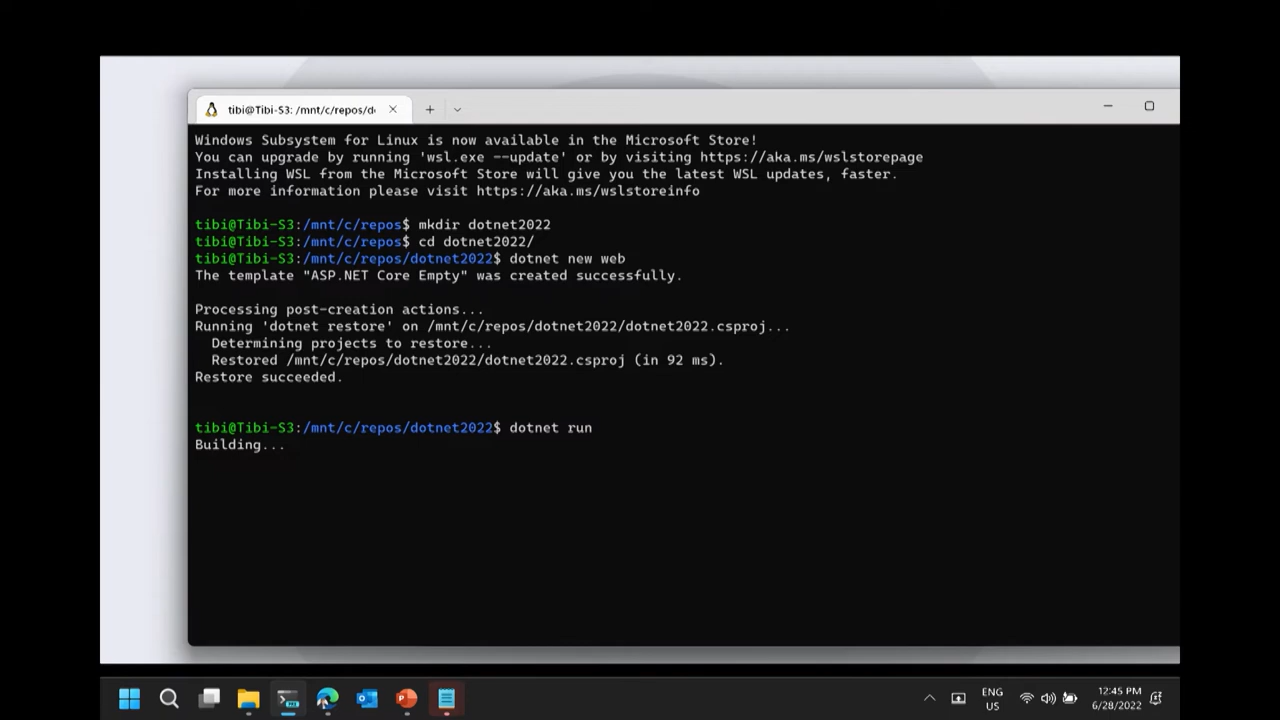 tibi@Tibi-S3: /mnt/c/repos/d
Windows Subsystem for Linux is now available in the Microsoft Store!
You can upgrade by running 'wsl.exe --update' or by visiting https://aka.ms/wslstorepage
Installing WSL from the Microsoft Store will give you the latest WSL updates, faster.
For more information please visit https://aka.ms/wslstoreinfo
tibi@Tibi-S3:/mnt/c/repos$ mkdir dotnet2022
tibi@Tibi-S3:/mnt/c/repos$ cd dotnet2022/
tibi@Tibi-S3:/mnt/c/repos/dotnet2022$ dotnet new web
The template "ASP.NET Core Empty" was created successfully.
Processing post-creation actions...
Running 'dotnet restore' on /mnt/c/repos/dotnet2022/dotnet2022.csproj...
Determining projects to restore...
Restored /mnt/c/repos/dotnet2022/dotnet2022.csproj (in 92 ms).
Restore succeeded.
tibi@Tibi-S3:/mnt/c/repos/dotnet2022$ dotnet run
Building...
ENG
US
12:45 PM
6/28/2022